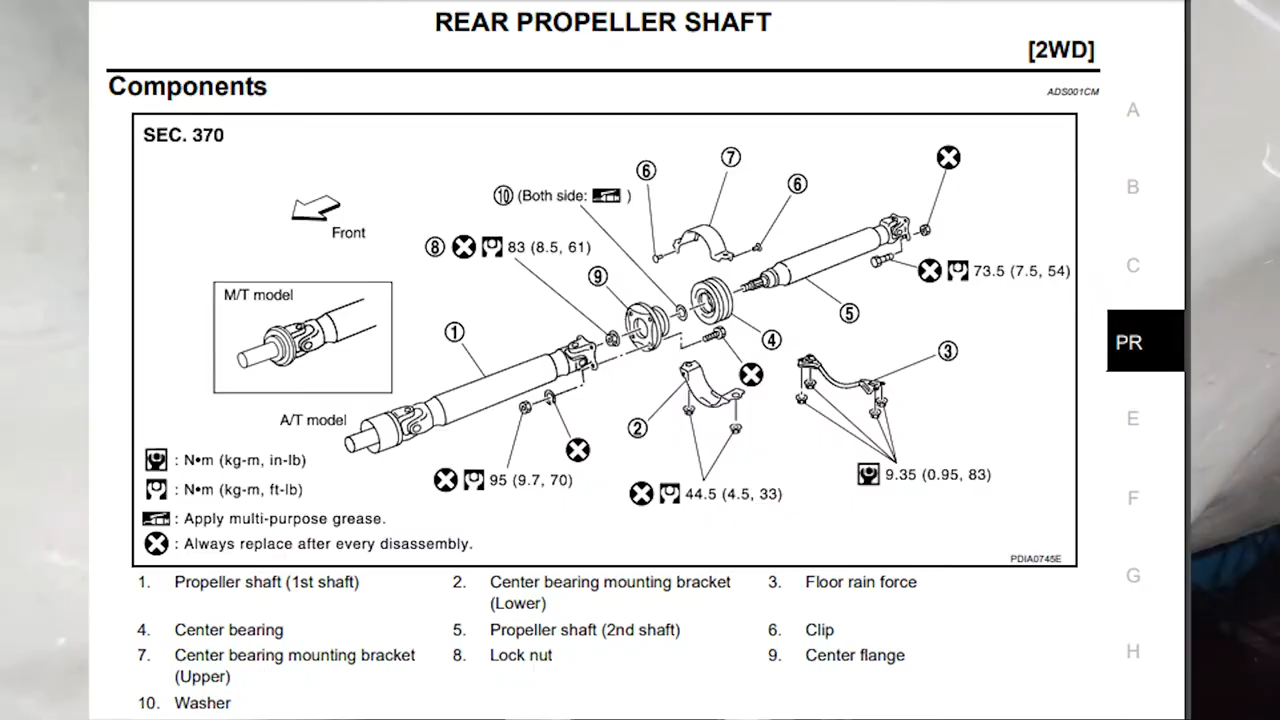 REAR PROPELLER SHAFT
[2WD]
Components
ADS001CM
SEC. 370
Front
M/T model
A/T model
1
2
3
4
5
6
6
7
8
83 (8.5, 61)
9
10 (Both side: )
73.5 (7.5, 54)
95 (9.7, 70)
44.5 (4.5, 33)
9.35 (0.95, 83)
: N•m (kg-m, in-lb)
: N•m (kg-m, ft-lb)
: Apply multi-purpose grease.
: Always replace after every disassembly.
PDIA0745E
1. Propeller shaft (1st shaft) 2. Center bearing mounting bracket (Lower) 3. Floor rain force
4. Center bearing 5. Propeller shaft (2nd shaft) 6. Clip
7. Center bearing mounting bracket (Upper) 8. Lock nut 9. Center flange
10. Washer
A
B
C
PR
E
F
G
H